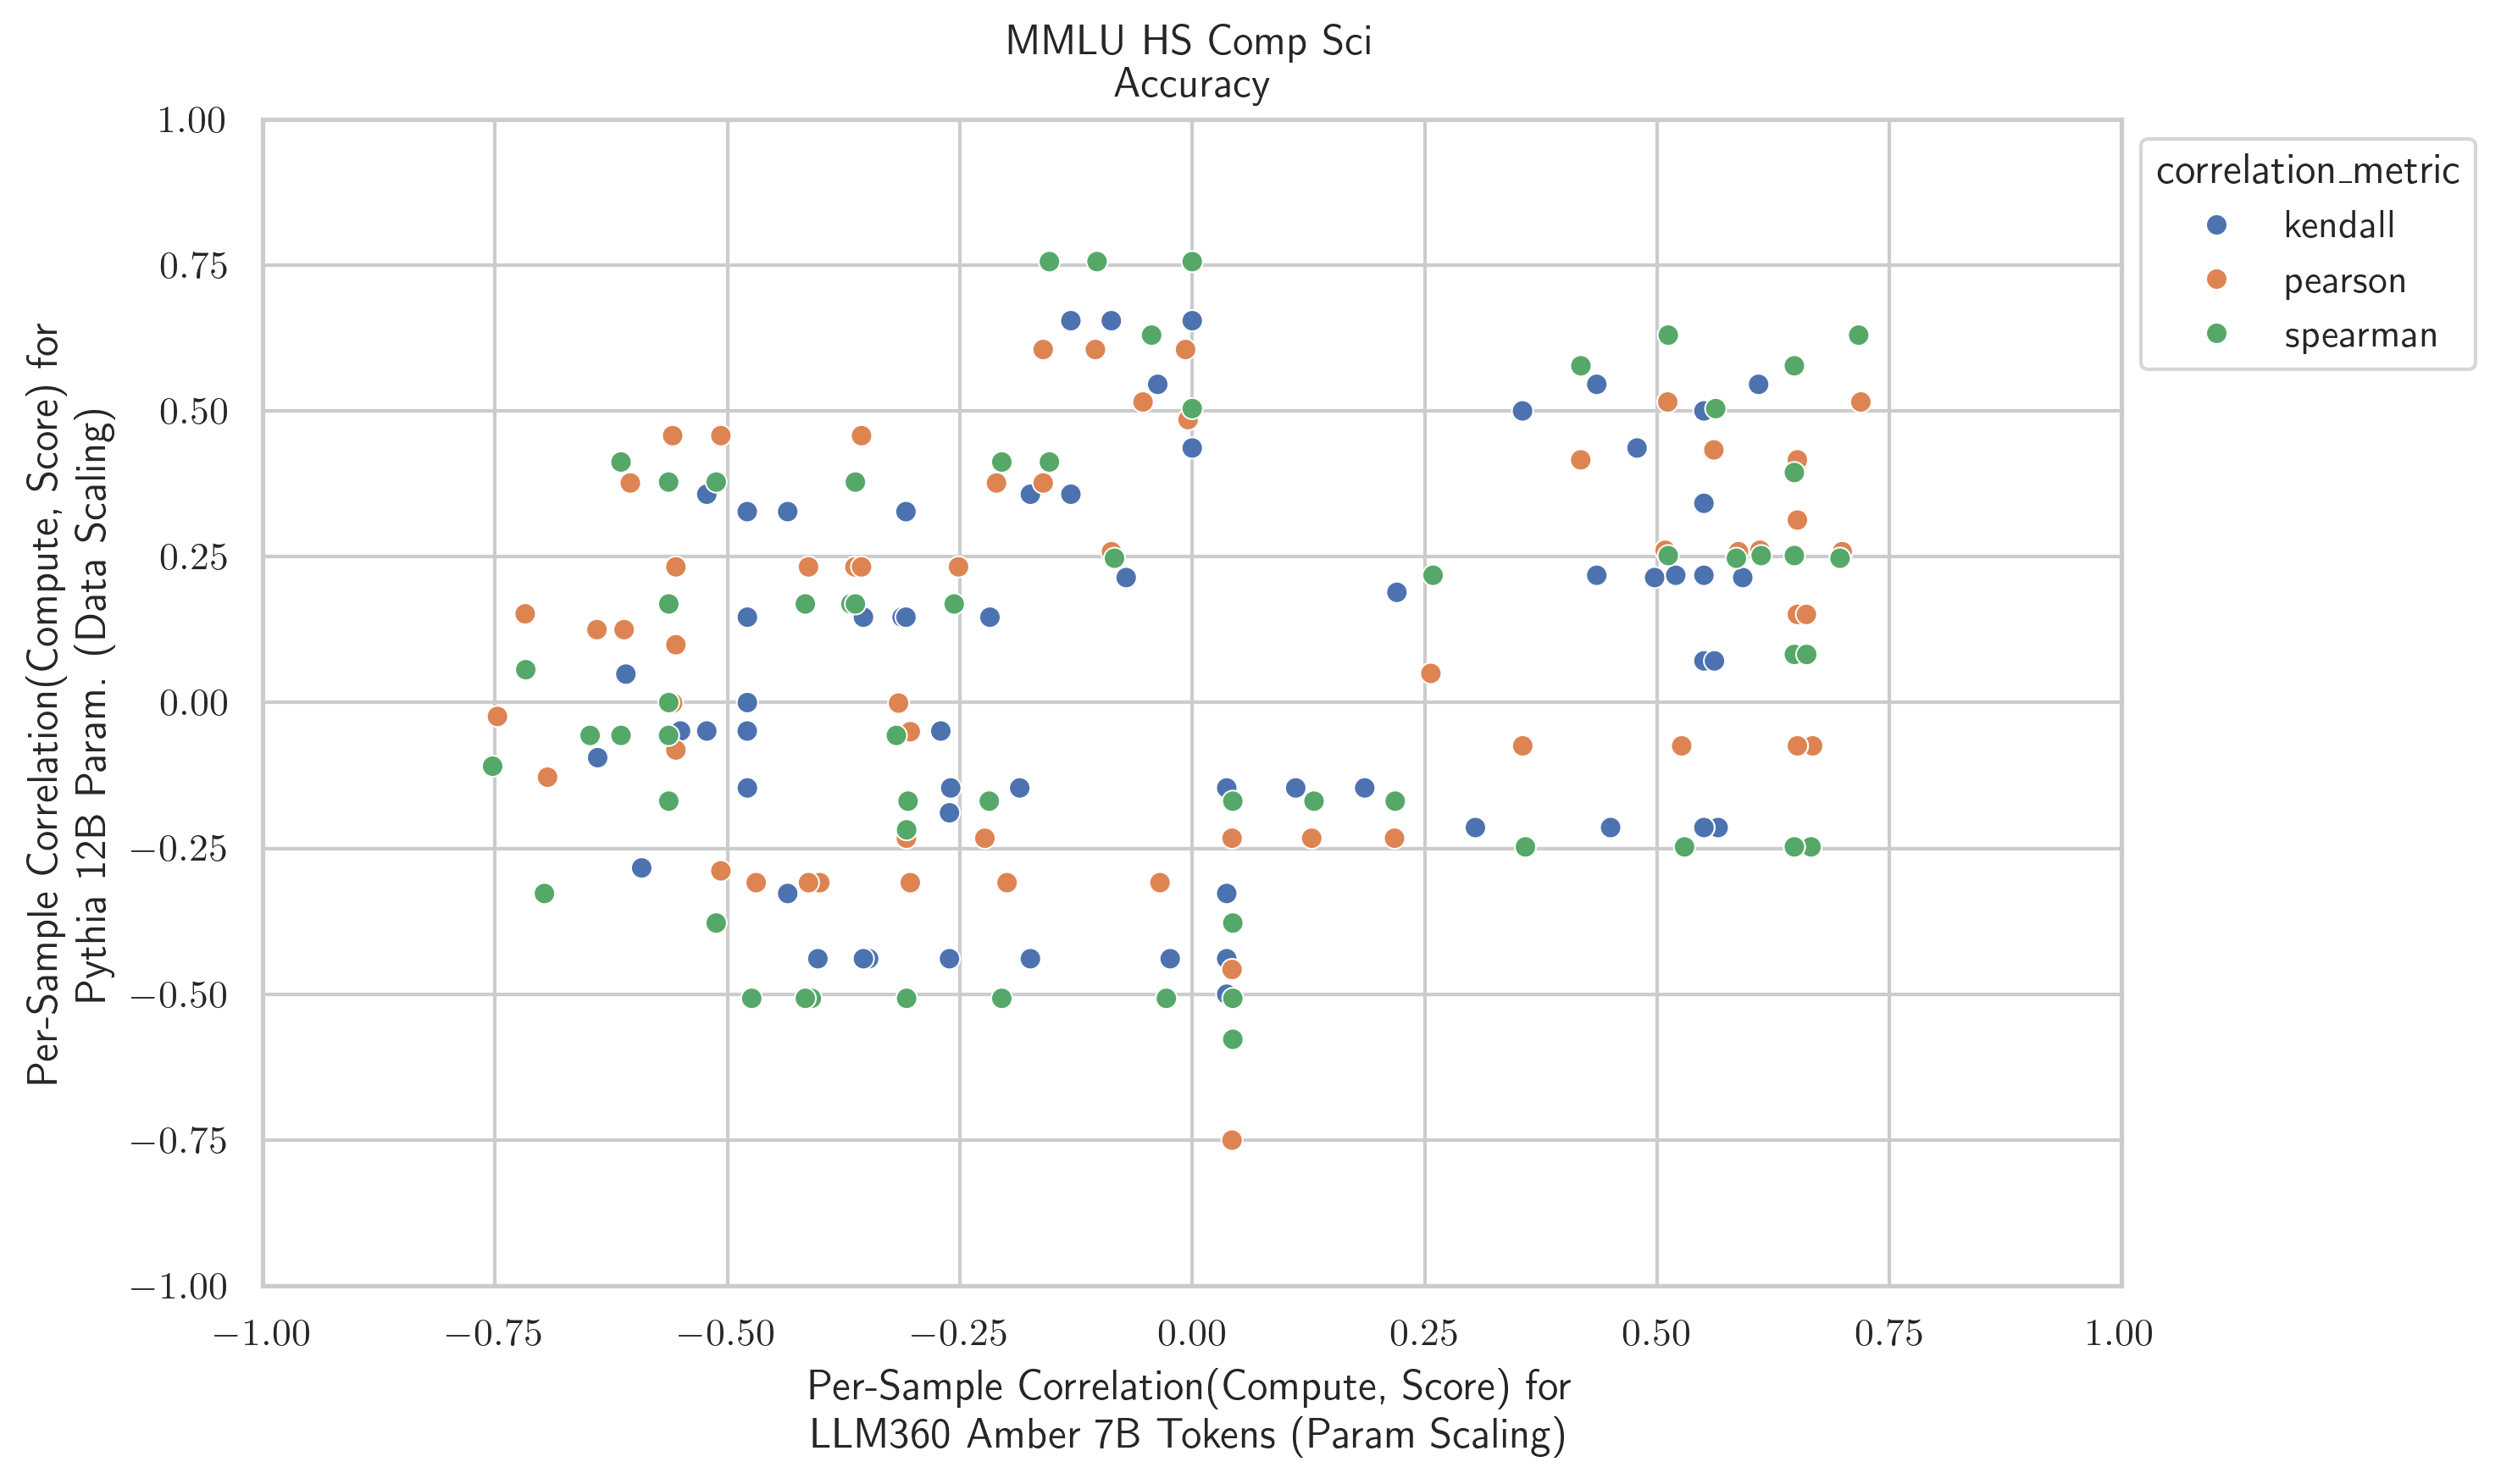 MMLU HS Comp Sci
Accuracy
Per-Sample Correlation(Compute, Score) for
Pythia 12B Param. (Data Scaling)
1.00
0.75
0.50
0.25
0.00
−0.25
−0.50
−0.75
−1.00
−1.00
−0.75
−0.50
−0.25
0.00
0.25
0.50
0.75
1.00
Per-Sample Correlation(Compute, Score) for
LLM360 Amber 7B Tokens (Param Scaling)
correlation_metric
kendall
pearson
spearman